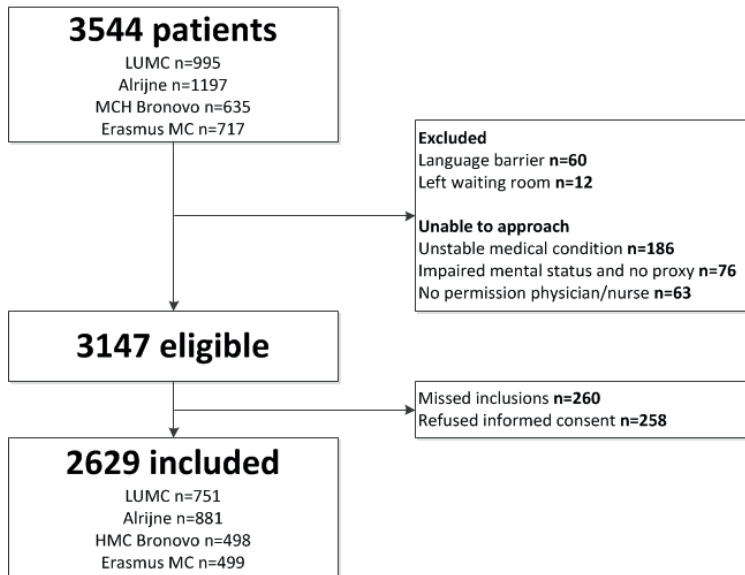 3544 patients
LUMC n=995
Alrijne n=1197
MCH Bronovo n=635
Erasmus MC n=717
Excluded
Language barrier n=60
Left waiting room n=12
Unable to approach
Unstable medical condition n=186
Impaired mental status and no proxy n=76
No permission physician/nurse n=63
3147 eligible
Missed inclusions n=260
Refused informed consent n=258
2629 included
LUMC n=751
Alrijne n=881
HMC Bronovo n=498
Erasmus MC n=499